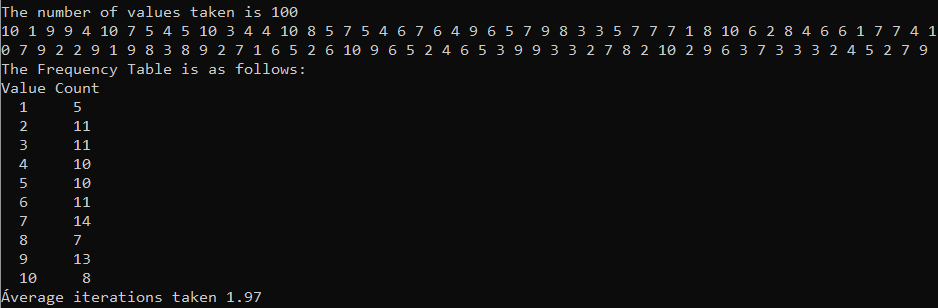 The number of values taken is 100
10 1 9 9 4 10 7 5 4 5 10 3 4 4 10 8 5 7 5 4 6 7 6 4 9 6 5 7 9 8 3 3 5 7 7 7 1 8 10 6 2 8 4 6 6 1 7 7 4 1
0 7 9 2 2 9 1 9 8 3 8 9 2 7 1 6 5 2 6 10 9 6 5 2 4 6 5 3 9 9 3 3 2 7 8 2 10 2 9 6 3 7 3 3 3 2 4 5 2 7 9
The Frequency Table is as follows:
Value Count
1 5
2 11
3 11
4 10
5 10
6 11
7 14
8 7
9 13
10 8
Áverage iterations taken 1.97